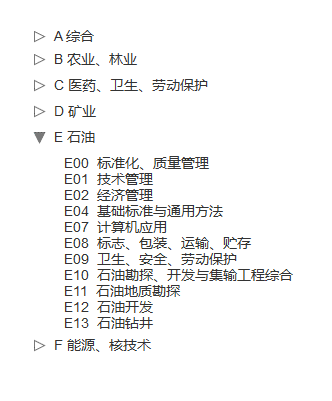 A 综合
B 农业、林业
C 医药、卫生、劳动保护
D 矿业
E 石油
E00 标准化、质量管理
E01 技术管理
E02 经济管理
E04 基础标准与通用方法
E07 计算机应用
E08 标志、包装、运输、贮存
E09 卫生、安全、劳动保护
E10 石油勘探、开发与集输工程综合
E11 石油地质勘探
E12 石油开发
E13 石油钻井
F 能源、核技术